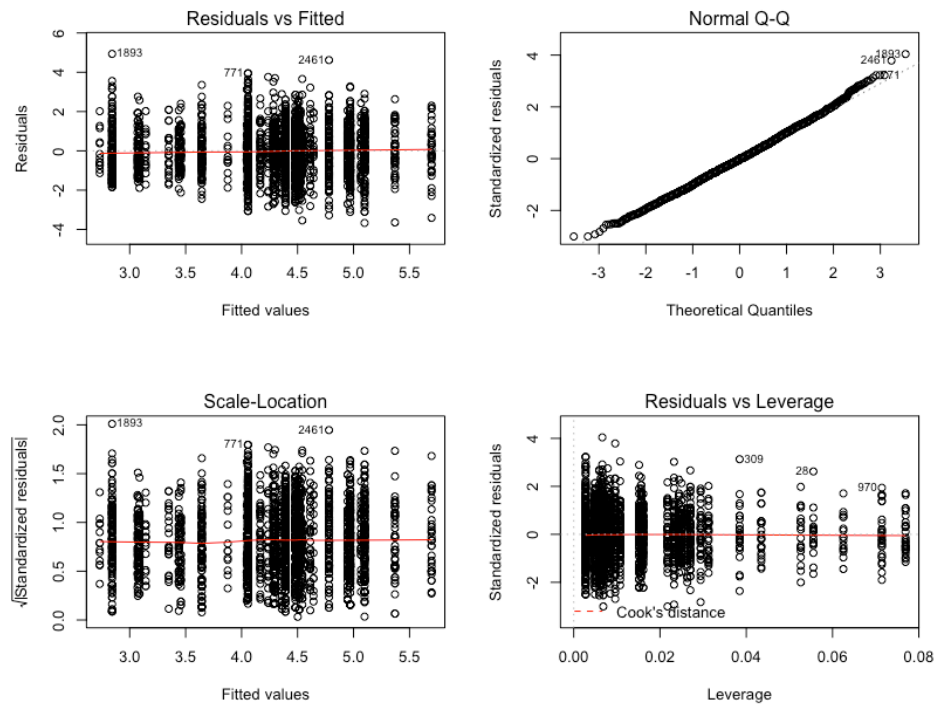 Residuals vs Fitted
Residuals
6
4
2
0
-2
-4
1893
771
2461
3.0 3.5 4.0 4.5 5.0 5.5
Fitted values
Normal Q-Q
Standardized residuals
4
2
0
-2
1893
2461
771
-3 -2 -1 0 1 2 3
Theoretical Quantiles
Scale-Location
√|Standardized residuals|
2.0
1.5
1.0
0.5
0.0
1893
771
2461
3.0 3.5 4.0 4.5 5.0 5.5
Fitted values
Residuals vs Leverage
Standardized residuals
4
2
0
-2
309
28
970
Cook's distance
0.00 0.02 0.04 0.06 0.08
Leverage